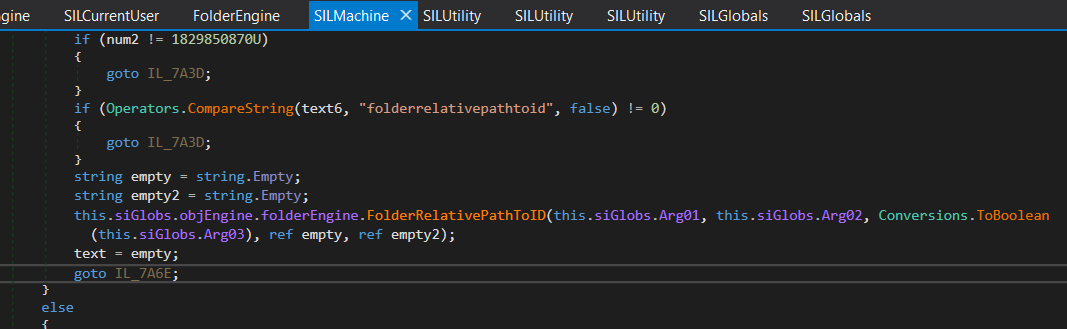 gine SILCurrentUser FolderEngine SILMachine SILUtility SILUtility SILUtility SILGlobals SILGlobals
if (num2 != 1829850870U)
{
goto IL_7A3D;
}
if (Operators.CompareString(text6, "folderrelativepathtoid", false) != 0)
{
goto IL_7A3D;
}
string empty = string.Empty;
string empty2 = string.Empty;
this.siGlobs.objEngine.folderEngine.FolderRelativePathToID(this.siGlobs.Arg01, this.siGlobs.Arg02, Conversions.ToBoolean
(this.siGlobs.Arg03), ref empty, ref empty2);
text = empty;
goto IL_7A6E;
}
else
{